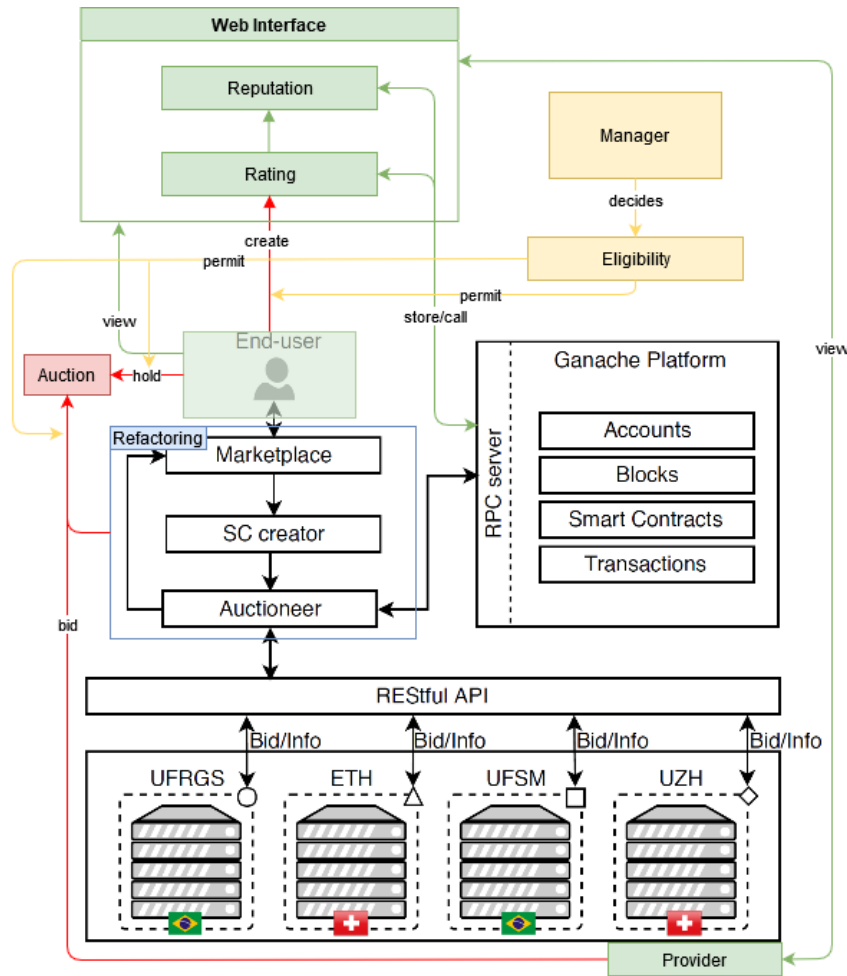 Web Interface
Reputation
Manager
Rating
decides
create
permit
Eligibility
permit
view
store/call
End-user
view
Ganache Platform
Auction
hold
Refactoring
Marketplace
RPC server
Accounts
Blocks
SC creator
Smart Contracts
Transactions
Auctioneer
bid
REStful API
Bid/Info
Bid/Info
Bid/Info
Bid/Info
UFRGS
ETH
UFSM
UZH
Provider